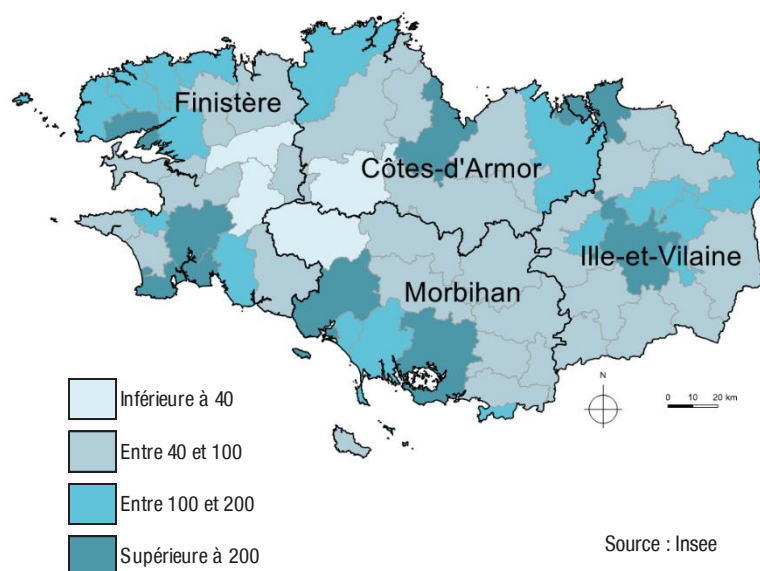 Finistère
Côtes-d'Armor
Ille-et-Vilaine
Morbihan
Inférieure à 40
Entre 40 et 100
Entre 100 et 200
Supérieure à 200
N
0 10 20 km
Source : Insee